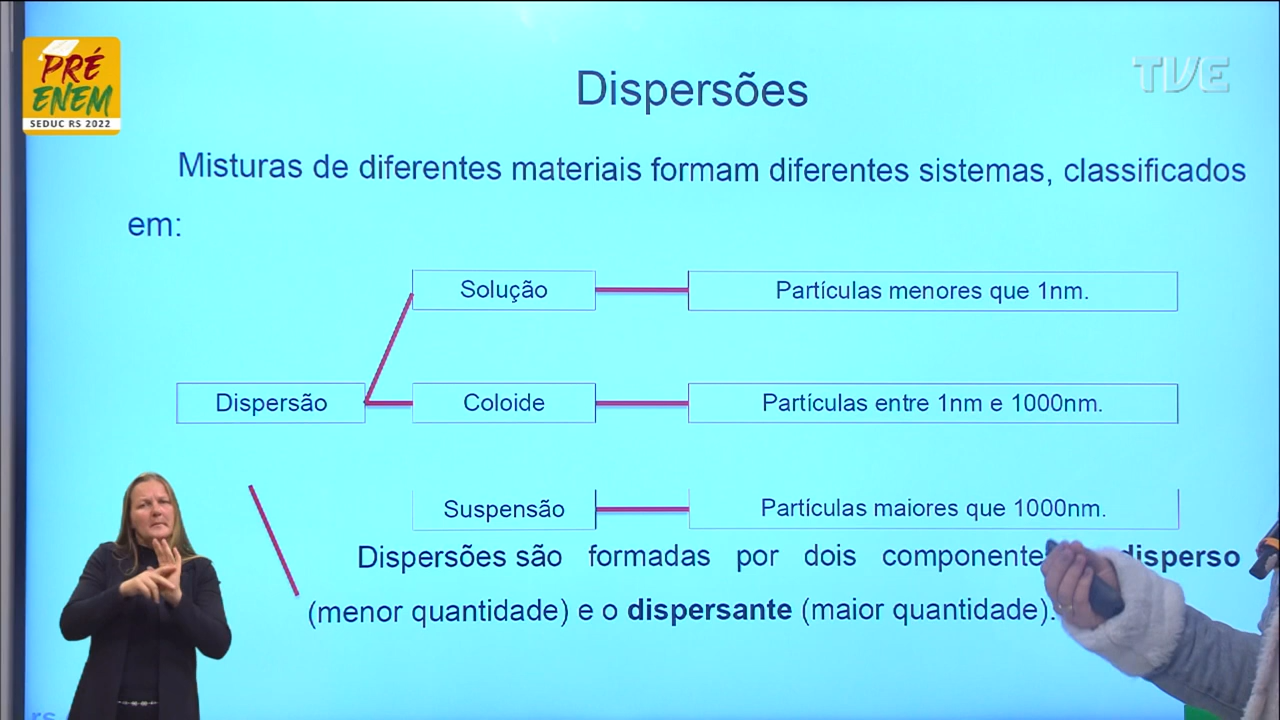 PRÉ
ENEM
SEDUC RS 2022
TVE
Dispersões
Misturas de diferentes materiais formam diferentes sistemas, classificados
em:
Solução
Partículas menores que 1nm.
Dispersão
Coloide
Partículas entre 1nm e 1000nm.
Suspensão
Partículas maiores que 1000nm.
Dispersões são formadas por dois componente disperso
(menor quantidade) e o dispersante (maior quantidade).
rs